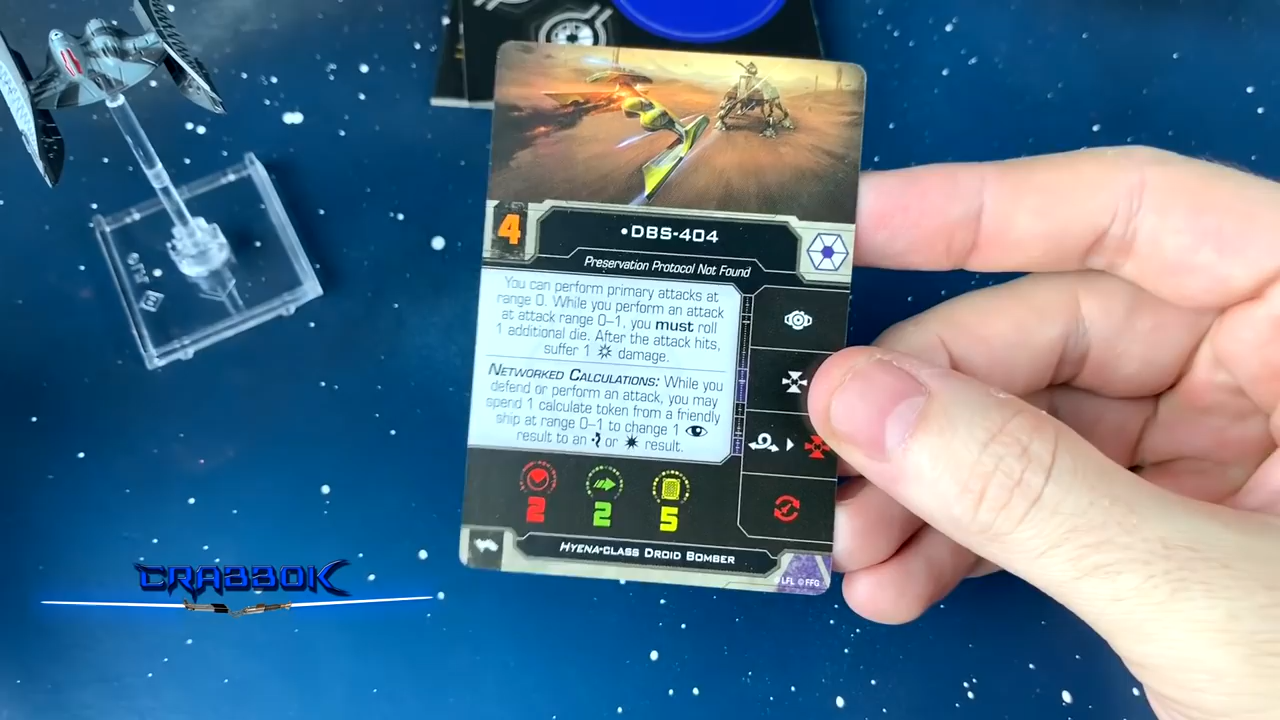 4
•DBS-404
Preservation Protocol Not Found
You can perform primary attacks at
range 0. While you perform an attack
at attack range 0–1, you must roll
1 additional die. After the attack hits,
suffer 1 damage.
NETWORKED CALCULATIONS: While you
defend or perform an attack, you may
spend 1 calculate token from a friendly
ship at range 0–1 to change 1
result to an or result.
2 2 5
HYENA-CLASS DROID BOMBER
©LFL ©FFG
CRABBOK